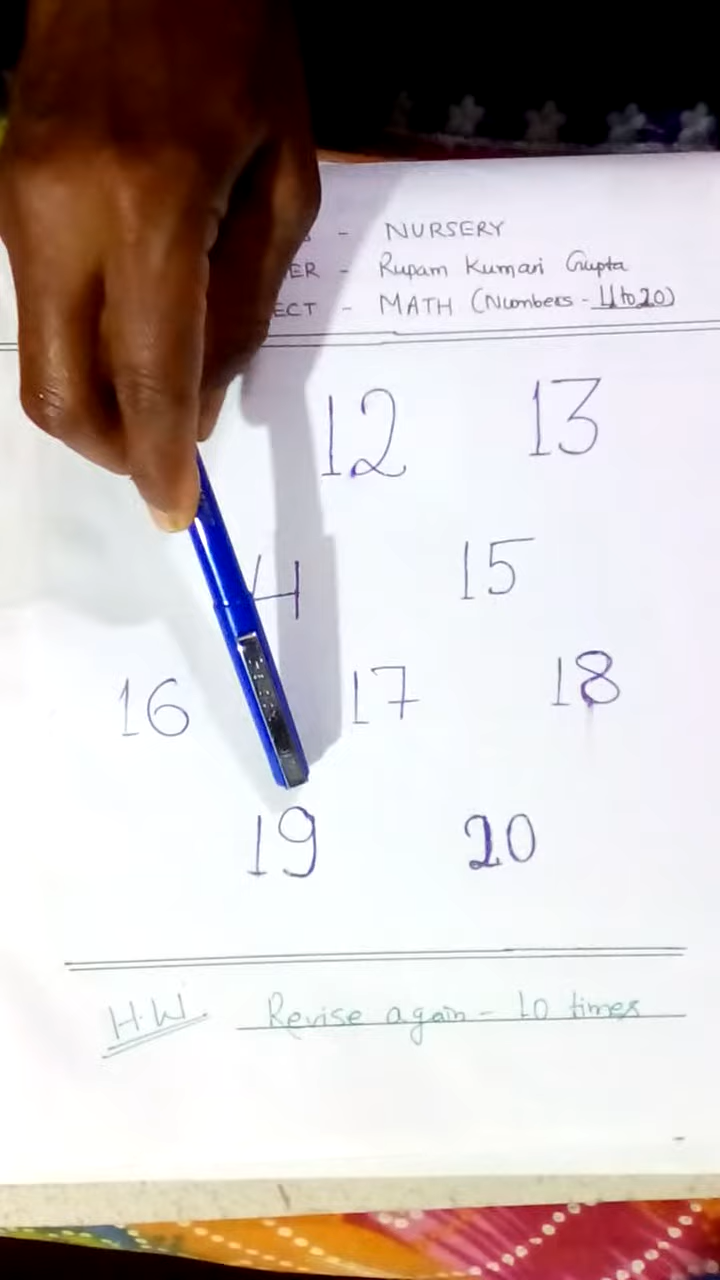 - NURSERY
ER - Rupam Kumari Gupta
ECT - MATH (Numbers - 11 to 20)
12 13
4 15
16 17 18
19 20
H.W. Revise again - 10 times